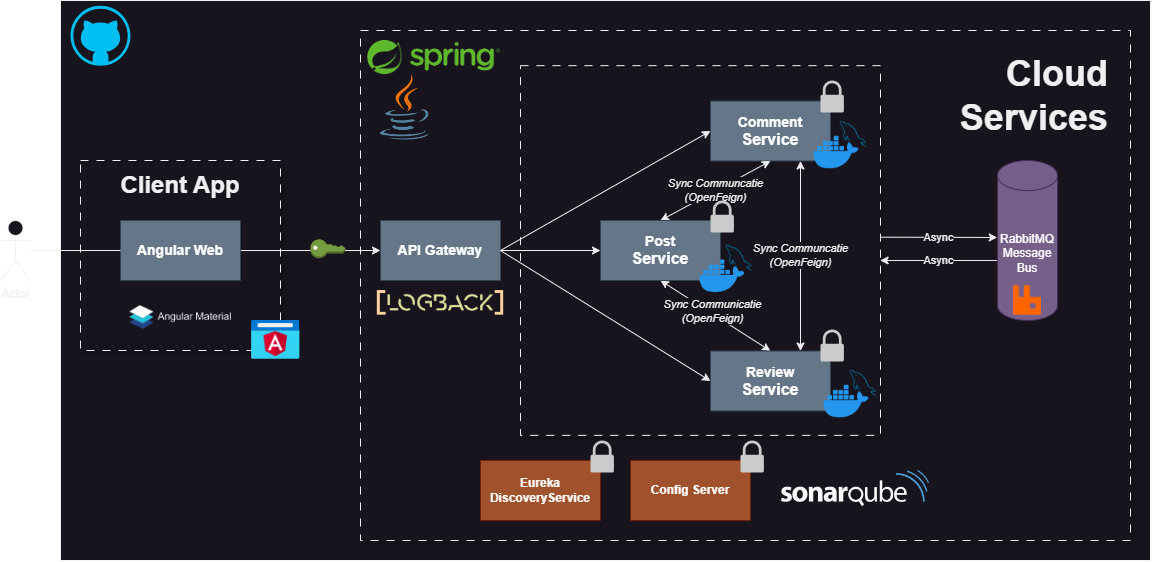 spring
Cloud
Services
Comment
Service
Client App
Sync Communcatie
(OpenFeign)
Angular Web
API Gateway
Post
Service
Sync Communcatie
(OpenFeign)
Async
Async
RabbitMQ
Message
Bus
Actor
[LOGBACK]
Sync Communicatie
(OpenFeign)
Angular Material
A
Review
Service
Eureka
DiscoveryService
Config Server
sonarqube